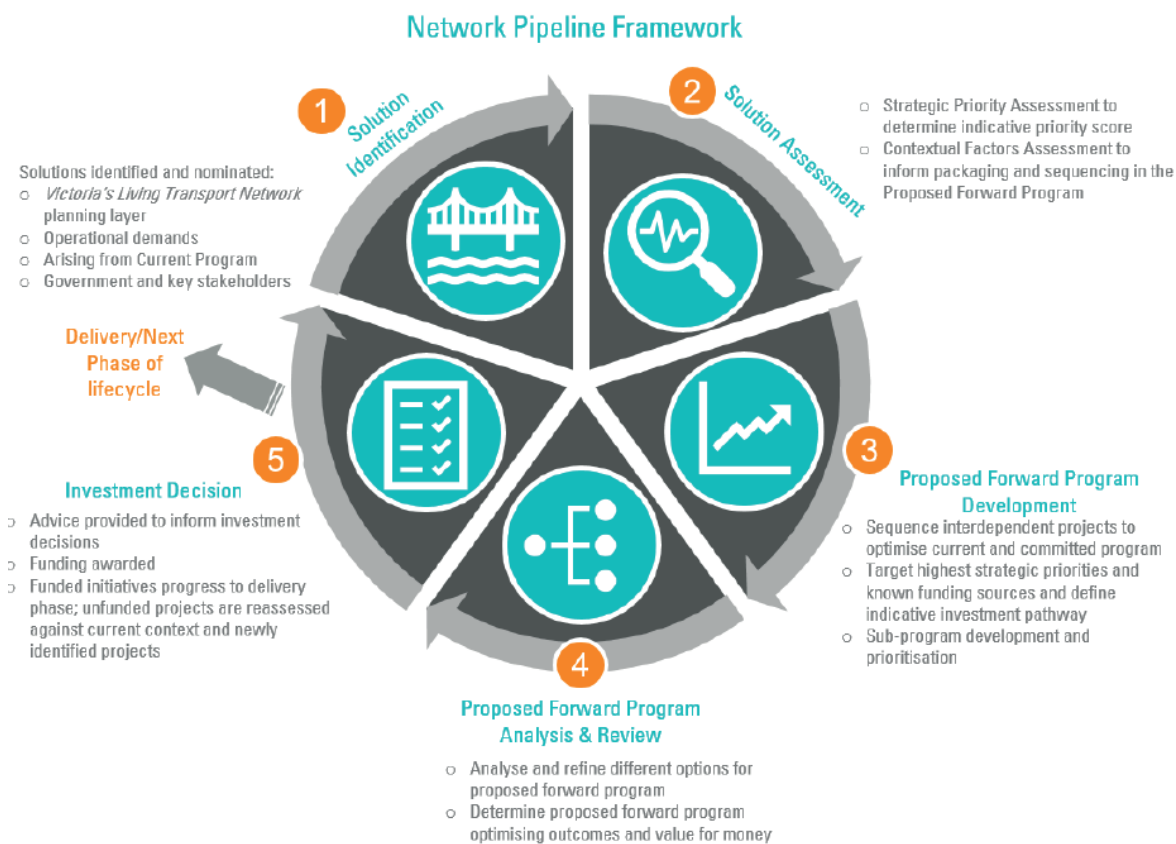 Network Pipeline Framework
1
Solution
Identification
Solutions identified and nominated:
o Victoria's Living Transport Network
planning layer
o Operational demands
o Arising from Current Program
o Government and key stakeholders
2
Solution Assessment
o Strategic Priority Assessment to
determine indicative priority score
o Contextual Factors Assessment to
inform packaging and sequencing in the
Proposed Forward Program
3
Proposed Forward Program
Development
o Sequence interdependent projects to
optimise current and committed program
o Target highest strategic priorities and
known funding sources and define
indicative investment pathway
o Sub-program development and
prioritisation
4
Proposed Forward Program
Analysis & Review
o Analyse and refine different options for
proposed forward program
o Determine proposed forward program
optimising outcomes and value for money
5
Investment Decision
o Advice provided to inform investment
decisions
o Funding awarded
o Funded initiatives progress to delivery
phase; unfunded projects are reassessed
against current context and newly
identified projects
Delivery/Next
Phase of
lifecycle